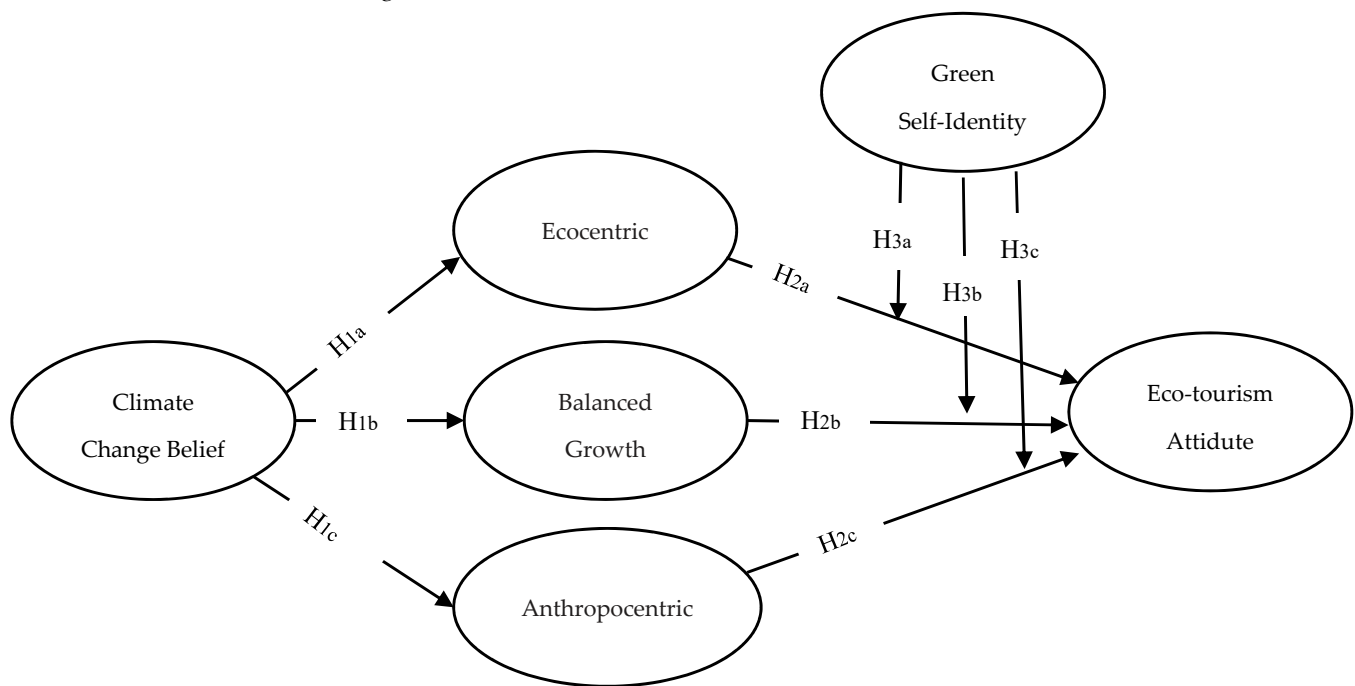 Green
Self-Identity
Ecocentric
H3a
H3c
H2a
H3b
H1a
Climate
Change Belief
H1b
Balanced
Growth
H2b
Eco-tourism
Attidute
H1c
H2c
Anthropocentric